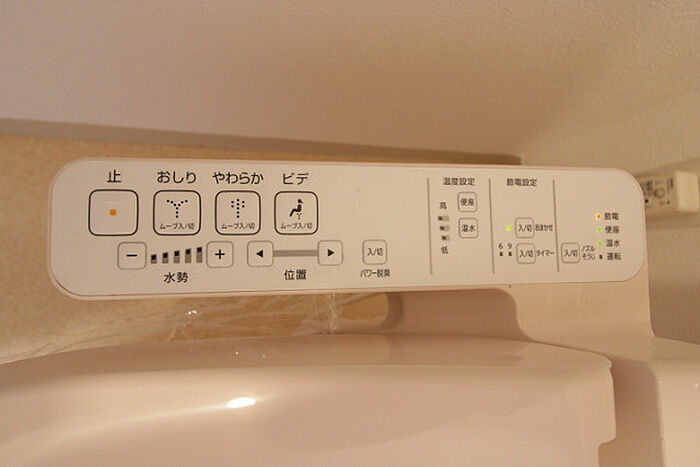 止 おしり やわらか ビデ
ムーブ入/切 ムーブ入/切 ムーブ入/切
− + ◀ ▶ 入/切
水勢 位置 パワー脱臭
温度設定
高 便座
温水
低
節電設定
入/切 おまかせ
6 9 入/切 タイマー
入/切 ノズル
そうじ
節電
便座
温水
運転